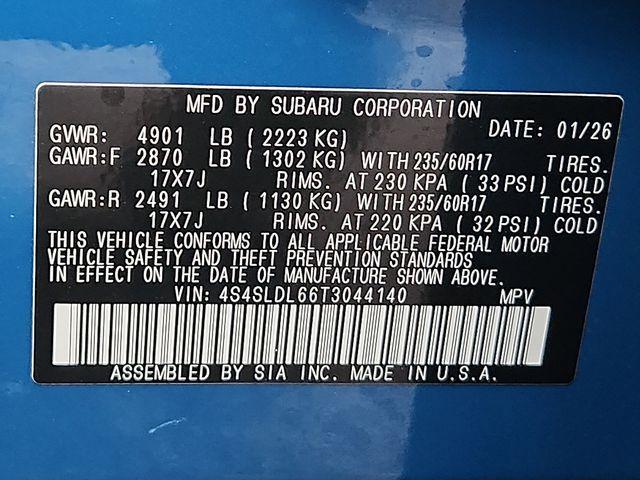 MFD BY SUBARU CORPORATION
DATE: 01/26
GVWR: 4901 LB ( 2223 KG)
GAWR:F 2870 LB ( 1302 KG) WITH 235/60R17 TIRES.
17X7J RIMS. AT 230 KPA ( 33 PSI) COLD
GAWR:R 2491 LB ( 1130 KG) WITH 235/60R17 TIRES.
17X7J RIMS. AT 220 KPA ( 32 PSI) COLD
THIS VEHICLE CONFORMS TO ALL APPLICABLE FEDERAL MOTOR
VEHICLE SAFETY AND THEFT PREVENTION STANDARDS
IN EFFECT ON THE DATE OF MANUFACTURE SHOWN ABOVE.
VIN: 4S4SLDL66T3044140 MPV
ASSEMBLED BY SIA INC. MADE IN U.S.A.